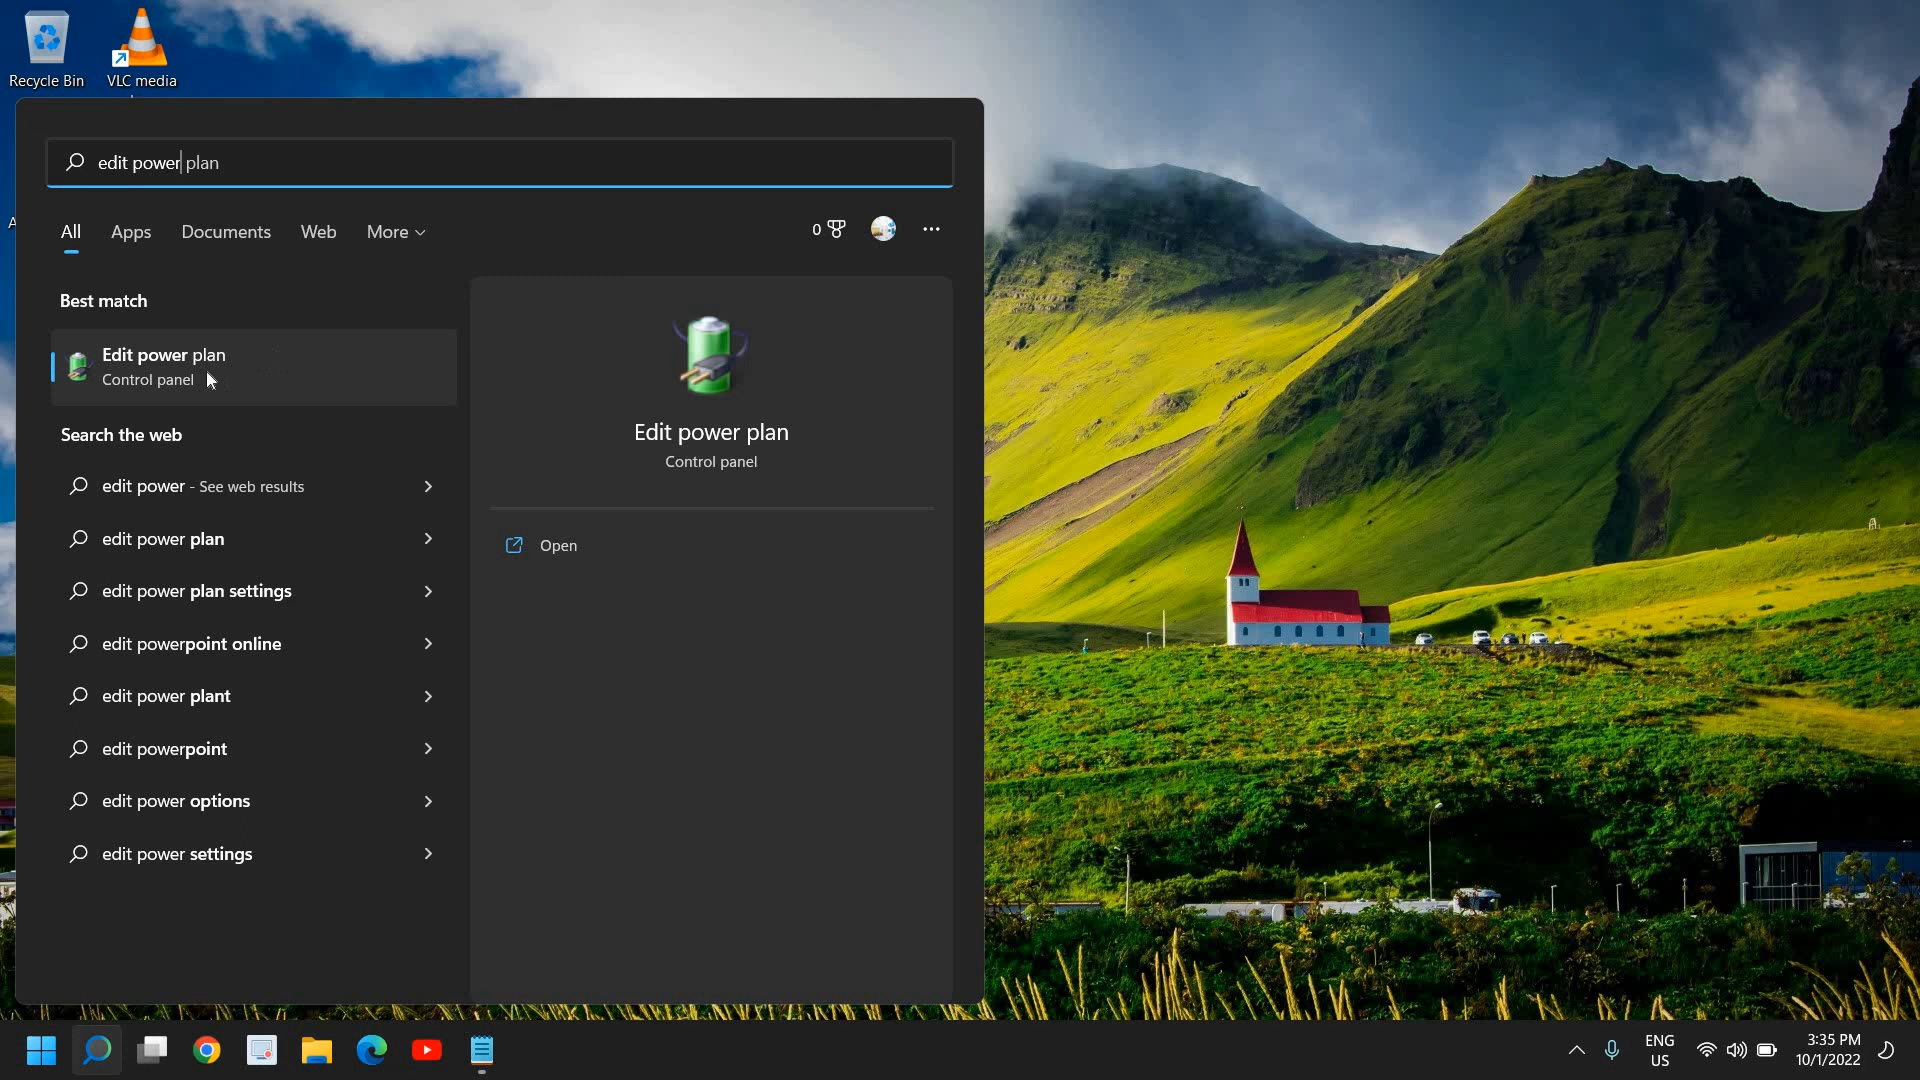 Recycle Bin
VLC media
edit power plan
All
Apps
Documents
Web
More
0
Best match
Edit power plan
Control panel
Search the web
edit power - See web results
edit power plan
edit power plan settings
edit powerpoint online
edit power plant
edit powerpoint
edit power options
edit power settings
Edit power plan
Control panel
Open
ENG
US
3:35 PM
10/1/2022